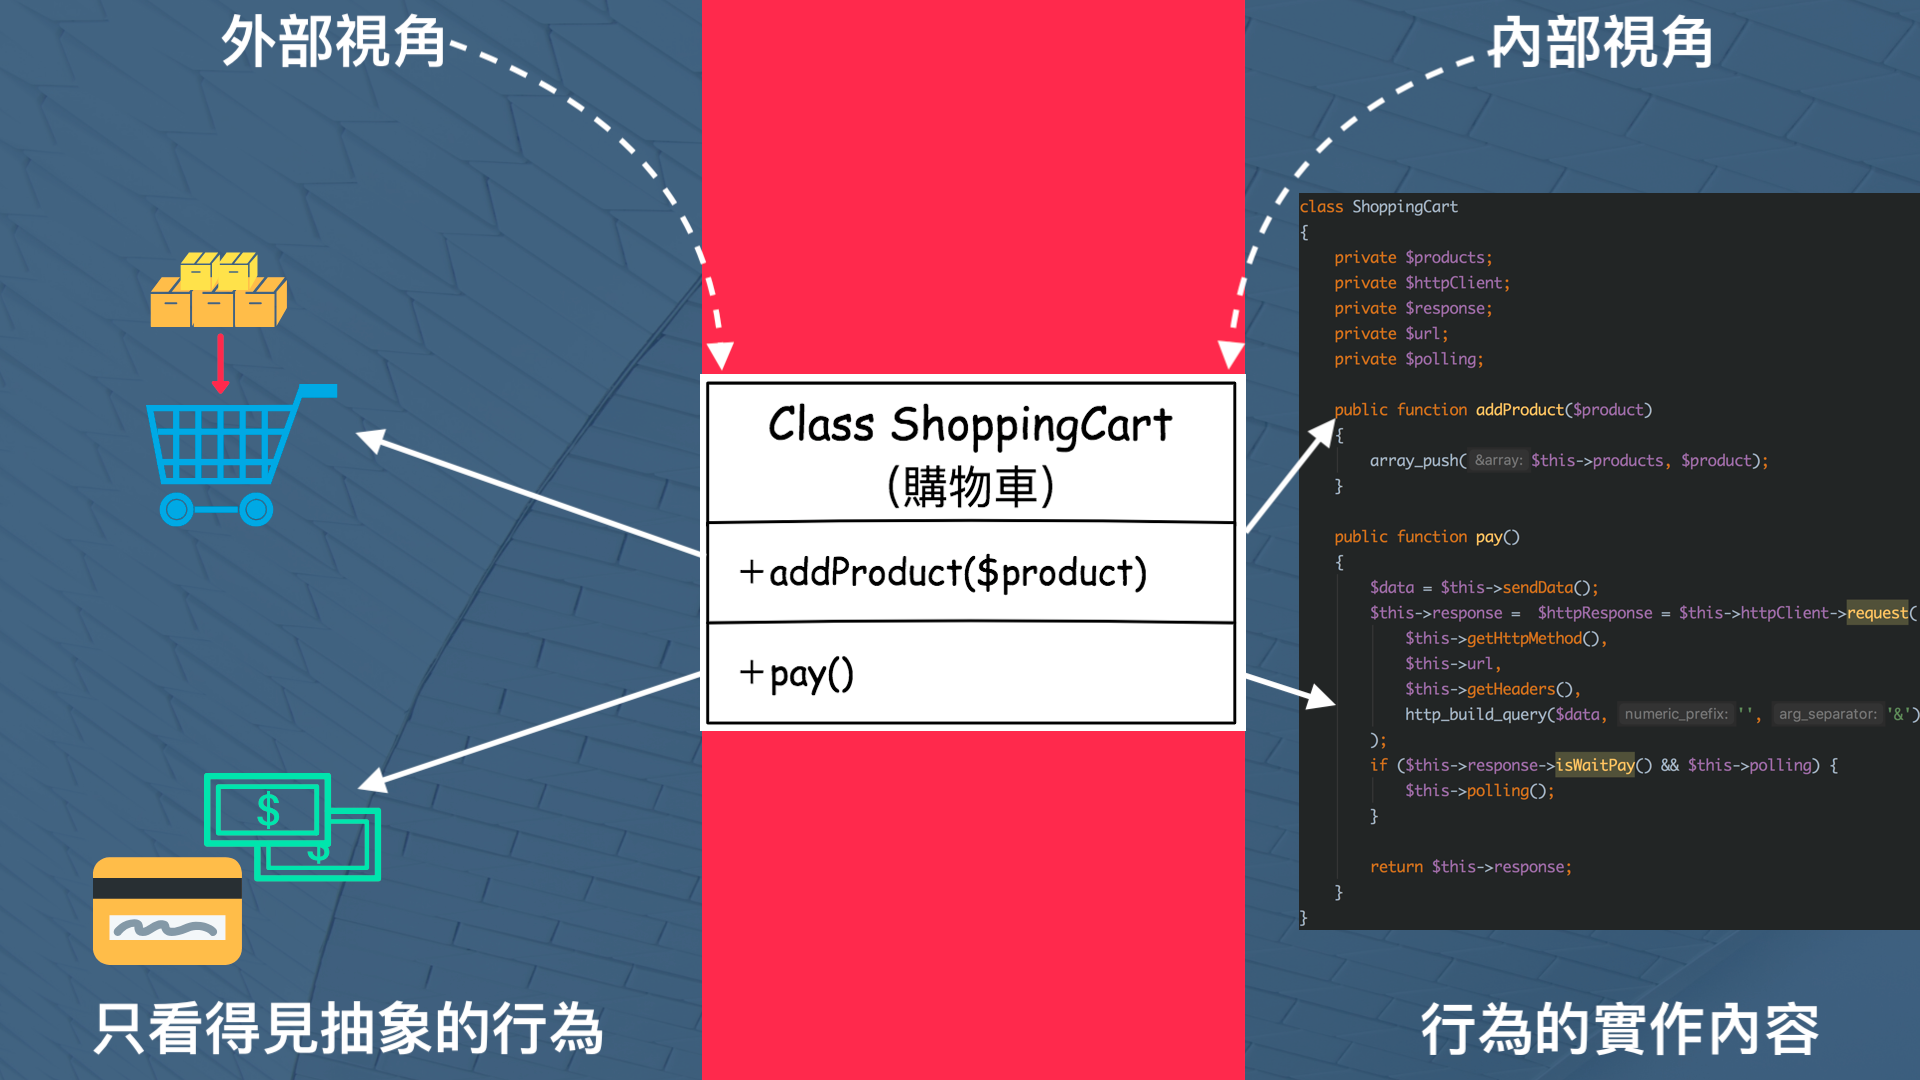 外部視角
內部視角
Class ShoppingCart
(購物車)
+addProduct($product)
+pay()
$
$
class ShoppingCart
{
private $products;
private $httpClient;
private $response;
private $url;
private $polling;
public function addProduct($product)
{
array_push( &array: $this->products, $product);
}
public function pay()
{
$data = $this->sendData();
$this->response = $httpResponse = $this->httpClient->request(
$this->getHttpMethod(),
$this->url,
$this->getHeaders(),
http_build_query($data, numeric_prefix: '', arg_separator: '&')
);
if ($this->response->isWaitPay() && $this->polling) {
$this->polling();
}
return $this->response;
}
}
只看得見抽象的行為
行為的實作內容